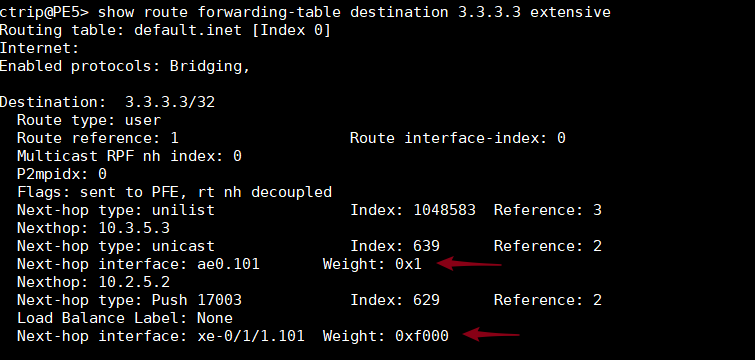 ctrip@PE5> show route forwarding-table destination 3.3.3.3 extensive
Routing table: default.inet [Index 0]
Internet:
Enabled protocols: Bridging,
Destination:  3.3.3.3/32
  Route type: user
  Route reference: 1                   Route interface-index: 0
  Multicast RPF nh index: 0
  P2mpidx: 0
  Flags: sent to PFE, rt nh decoupled
  Next-hop type: unilist               Index: 1048583  Reference: 3
  Nexthop: 10.3.5.3
  Next-hop type: unicast               Index: 639      Reference: 2
  Next-hop interface: ae0.101       Weight: 0x1
  Nexthop: 10.2.5.2
  Next-hop type: Push 17003            Index: 629      Reference: 2
  Load Balance Label: None
  Next-hop interface: xe-0/1/1.101  Weight: 0xf000